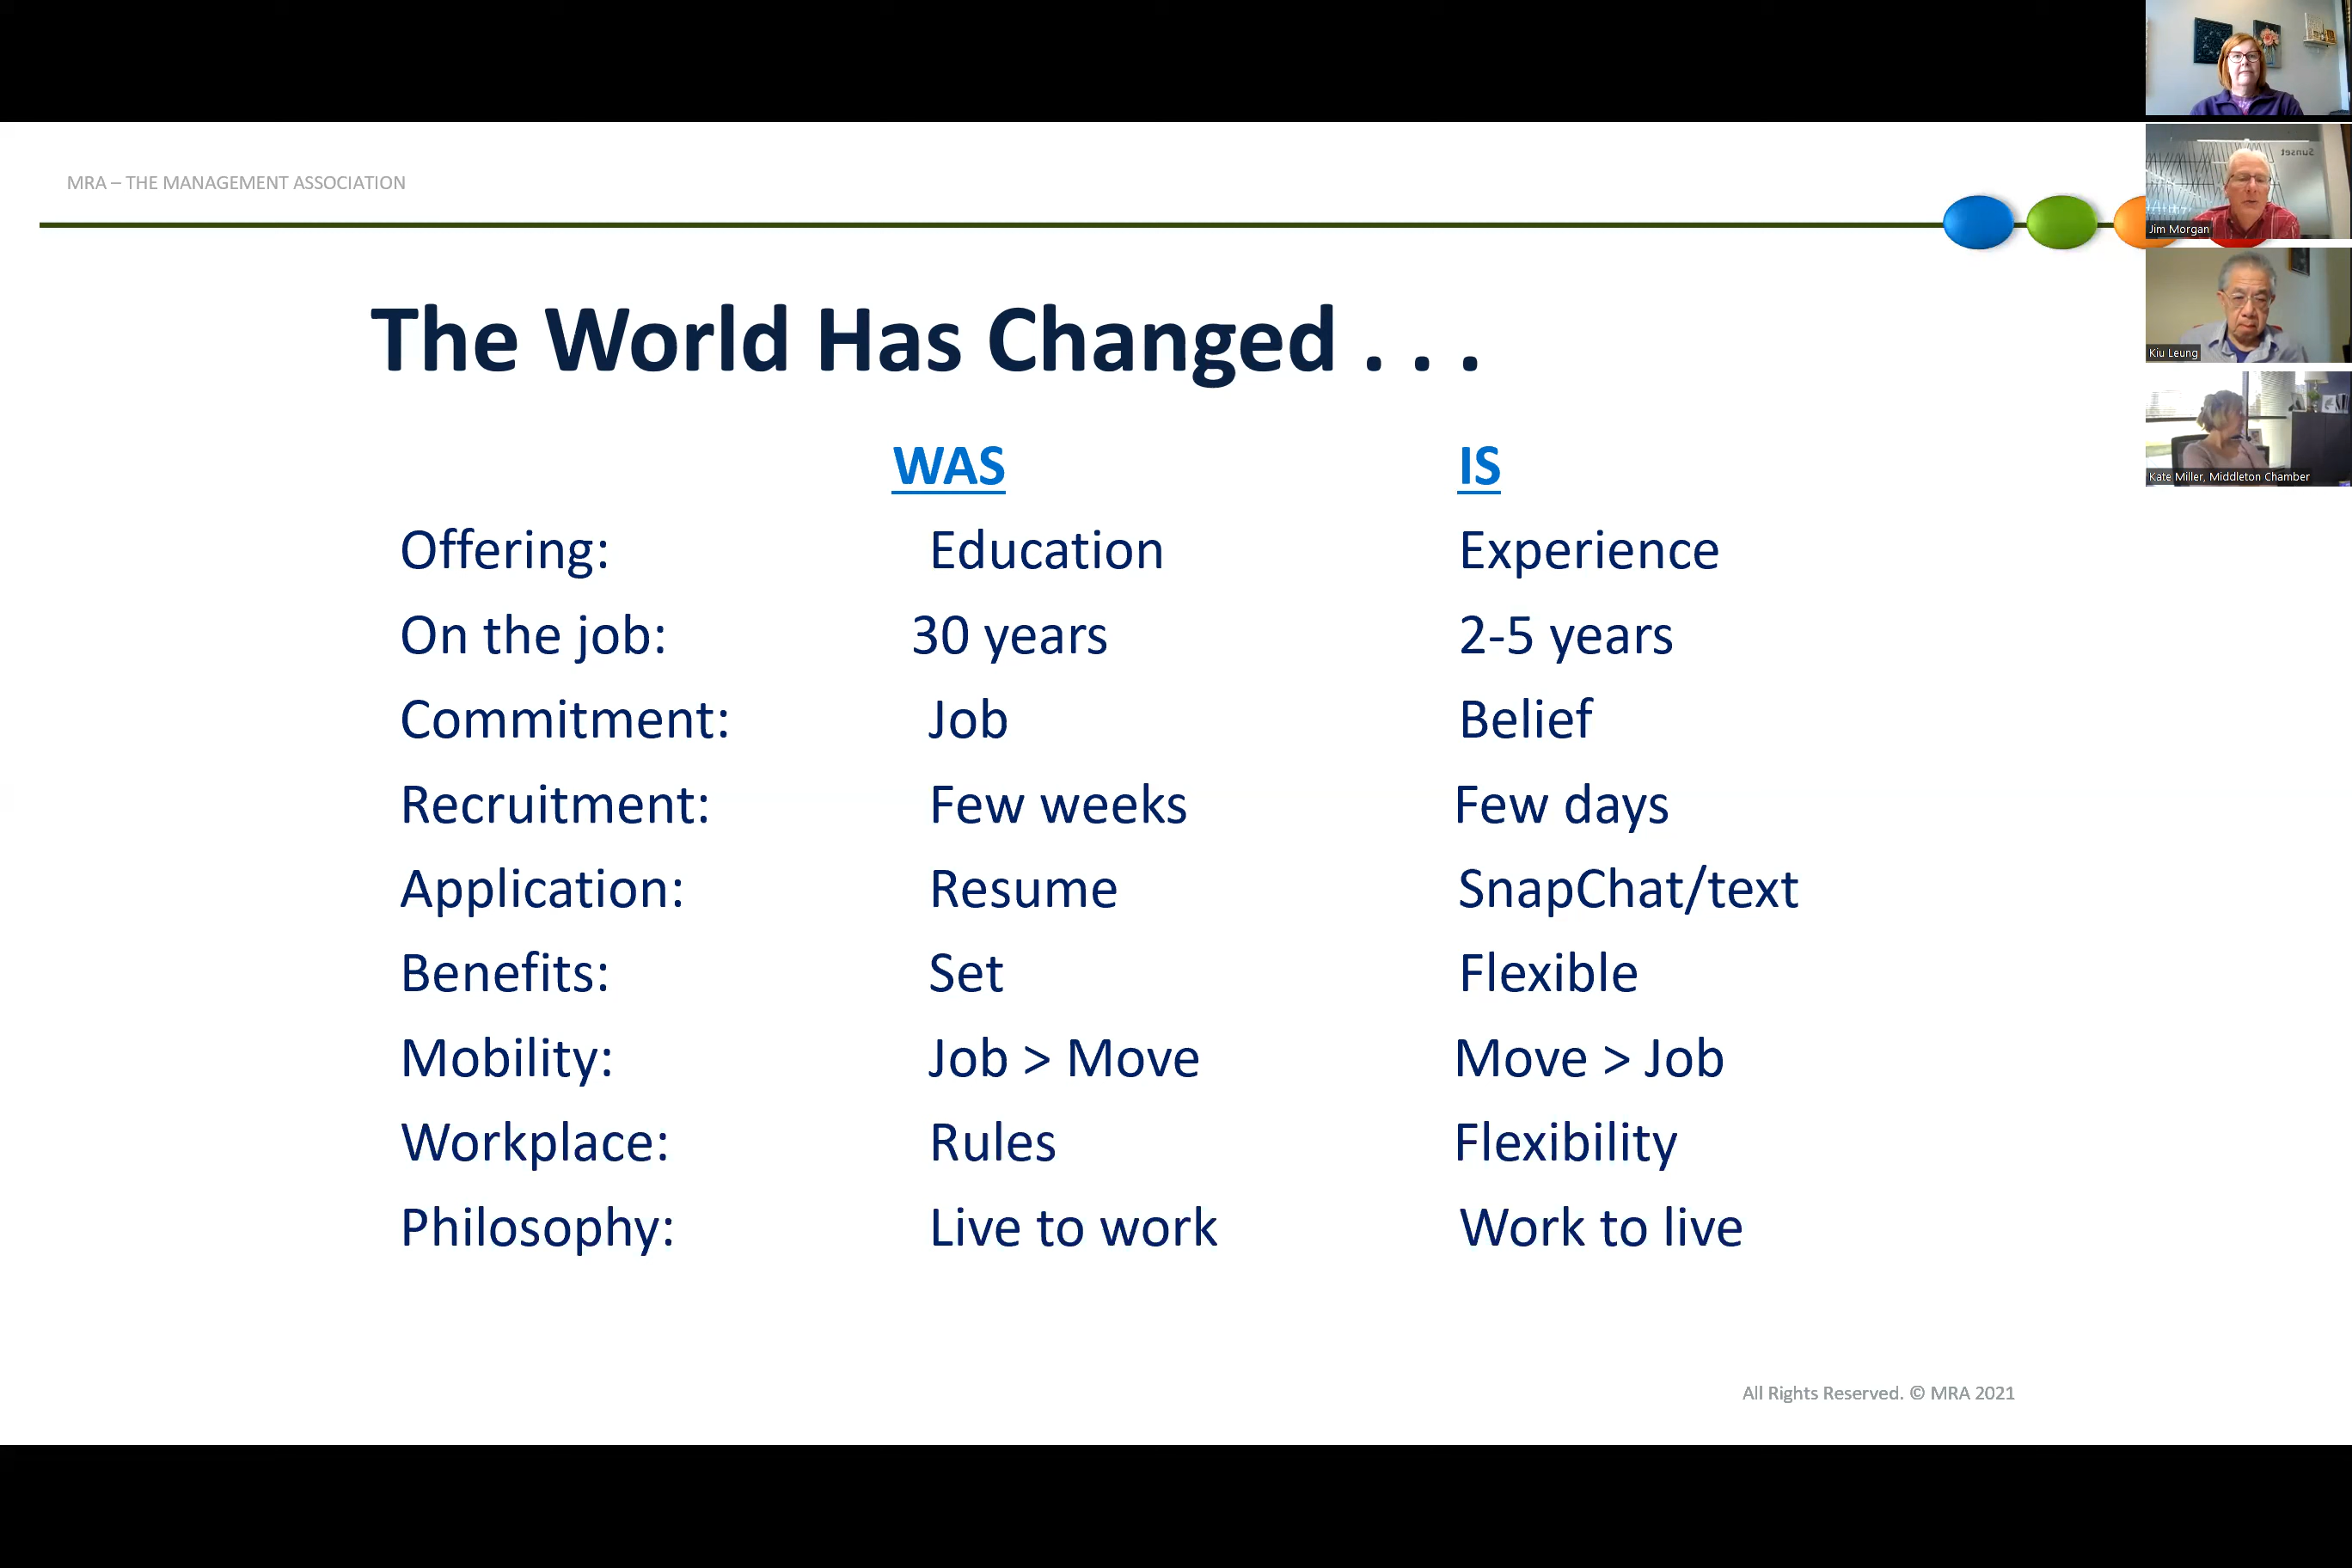 MRA – THE MANAGEMENT ASSOCIATION
The World Has Changed . . .
WAS IS
Offering: Education Experience
On the job: 30 years 2-5 years
Commitment: Job Belief
Recruitment: Few weeks Few days
Application: Resume SnapChat/text
Benefits: Set Flexible
Mobility: Job > Move Move > Job
Workplace: Rules Flexibility
Philosophy: Live to work Work to live
All Rights Reserved. © MRA 2021
Sunset
Jim Morgan
Kiu Leung
Kate Miller, Middleton Chamber